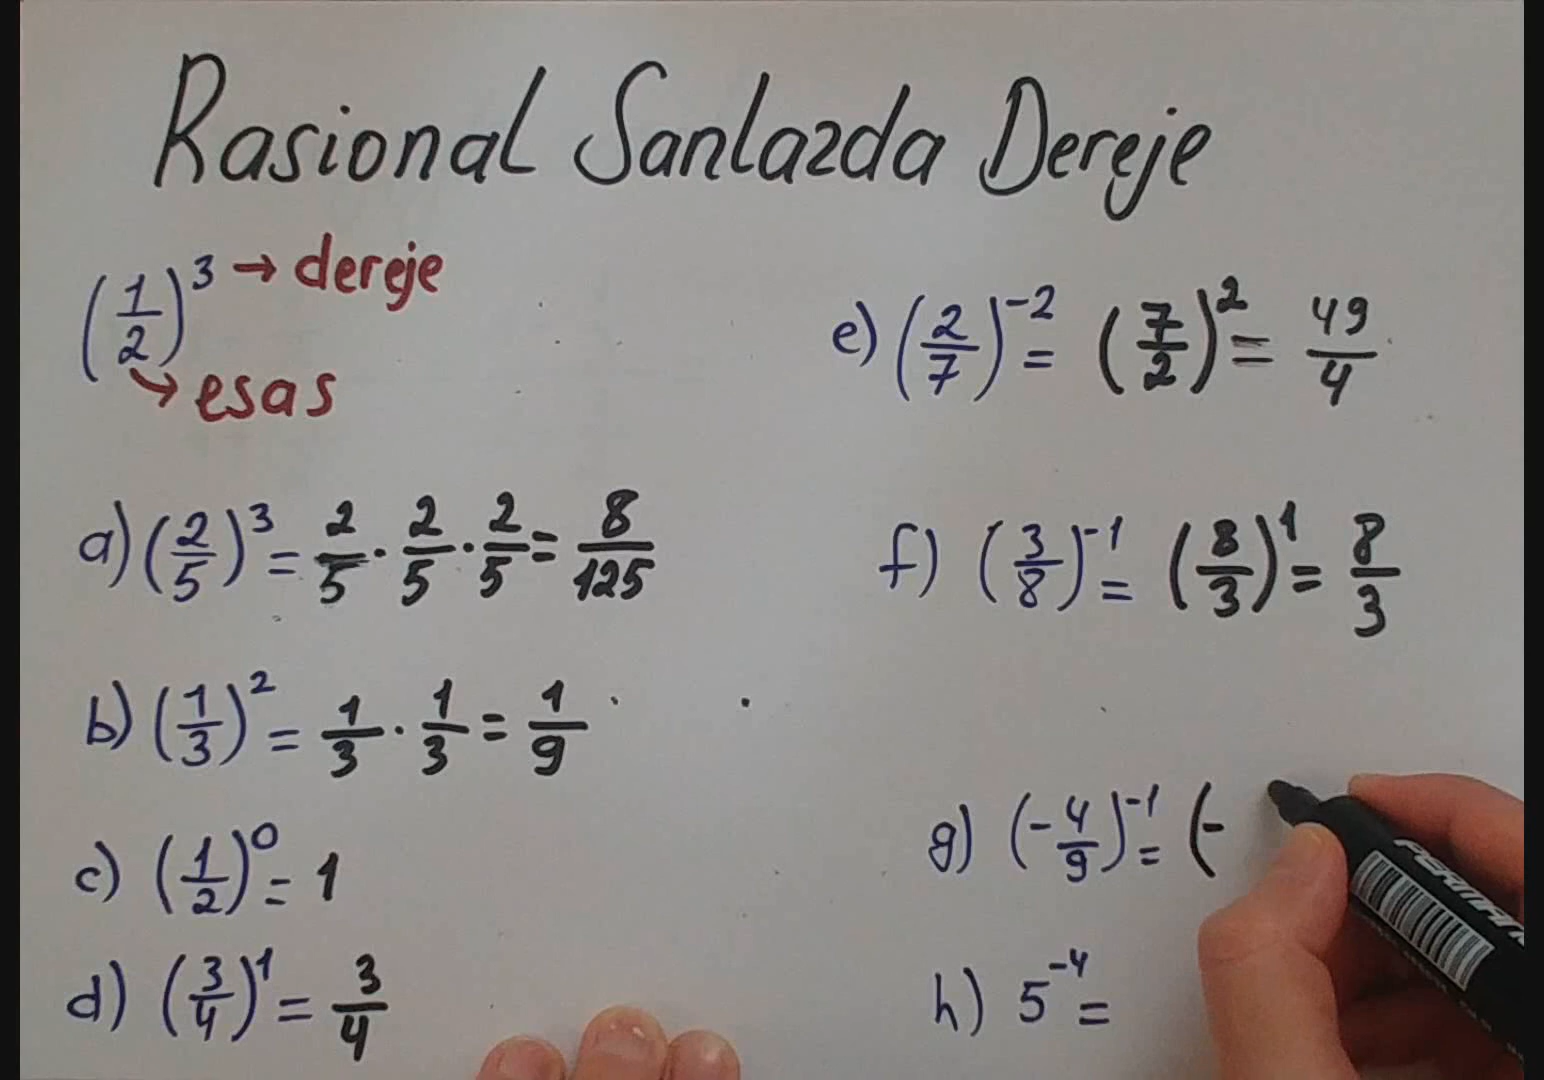 Rasional Sanlarda Dereje
(1/2)^3 → dereje
→ esas
a) (2/5)^3 = 2/5 · 2/5 · 2/5 = 8/125
b) (1/3)^2 = 1/3 · 1/3 = 1/9
c) (1/2)^0 = 1
d) (3/4)^1 = 3/4
e) (2/7)^-2 = (7/2)^2 = 49/4
f) (3/8)^-1 = (8/3)^1 = 8/3
g) (-4/9)^-1 = (-
h) 5^-4 =